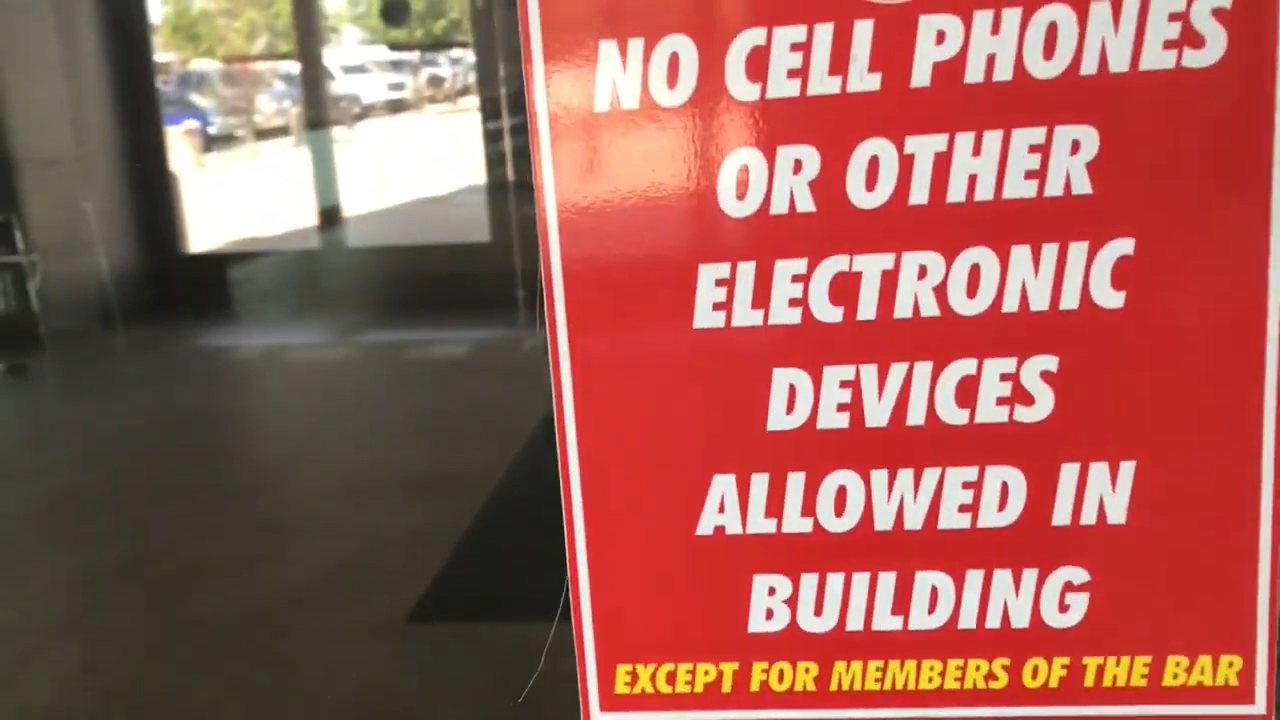 NO CELL PHONES
OR OTHER
ELECTRONIC
DEVICES
ALLOWED IN
BUILDING
EXCEPT FOR MEMBERS OF THE BAR